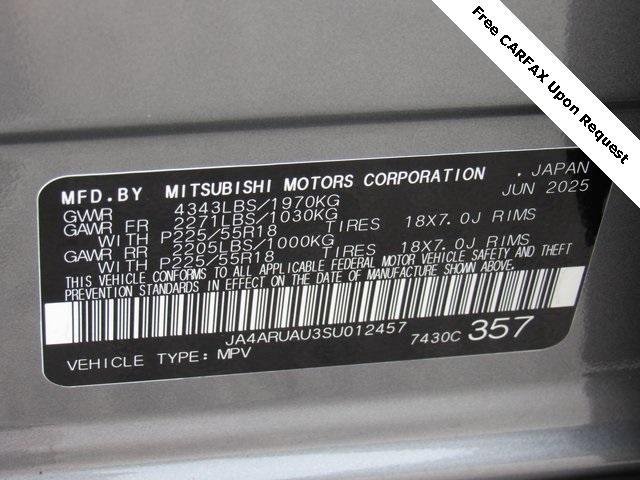 Free CARFAX Upon Request
MFD.BY MITSUBISHI MOTORS CORPORATION . JAPAN
JUN 2025
GVWR 4343LBS/1970KG
GAWR FR 2271LBS/1030KG
WITH P225/55R18 TIRES 18X7.0J RIMS
GAWR RR 2205LBS/1000KG
WITH P225/55R18 TIRES 18X7.0J RIMS
THIS VEHICLE CONFORMS TO ALL APPLICABLE FEDERAL MOTOR VEHICLE SAFETY AND THEFT
PREVENTION STANDARDS IN EFFECT ON THE DATE OF MANUFACTURE SHOWN ABOVE.
JA4ARUAU3SU012457 7430C 357
VEHICLE TYPE: MPV